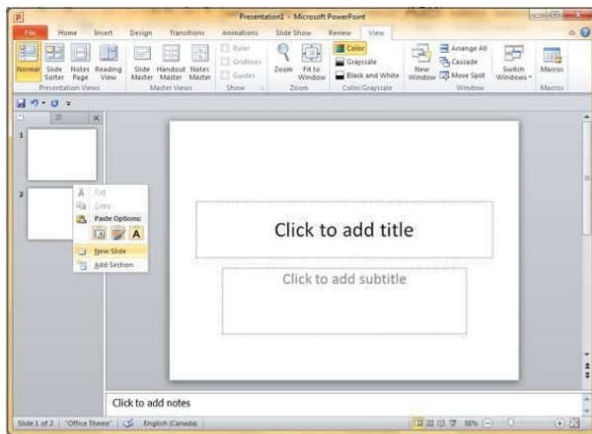 Presentation1 - Microsoft PowerPoint
File Home Insert Design Transitions Animations Slide Show Review View
Normal Slide Sorter Notes Page Reading View
Presentation Views
Slide Master Handout Master Notes Master
Master Views
Ruler
Gridlines
Guides
Show
Zoom Fit to Window
Zoom
Color
Grayscale
Black and White
Color/Grayscale
New Window
Arrange All
Cascade
Move Split
Switch Windows
Window
Macros
Macros
1
2
Cut
Copy
Paste Options:
A
New Slide
Add Section
Click to add title
Click to add subtitle
Click to add notes
Slide 1 of 2 "Office Theme" English (Canada) 50%